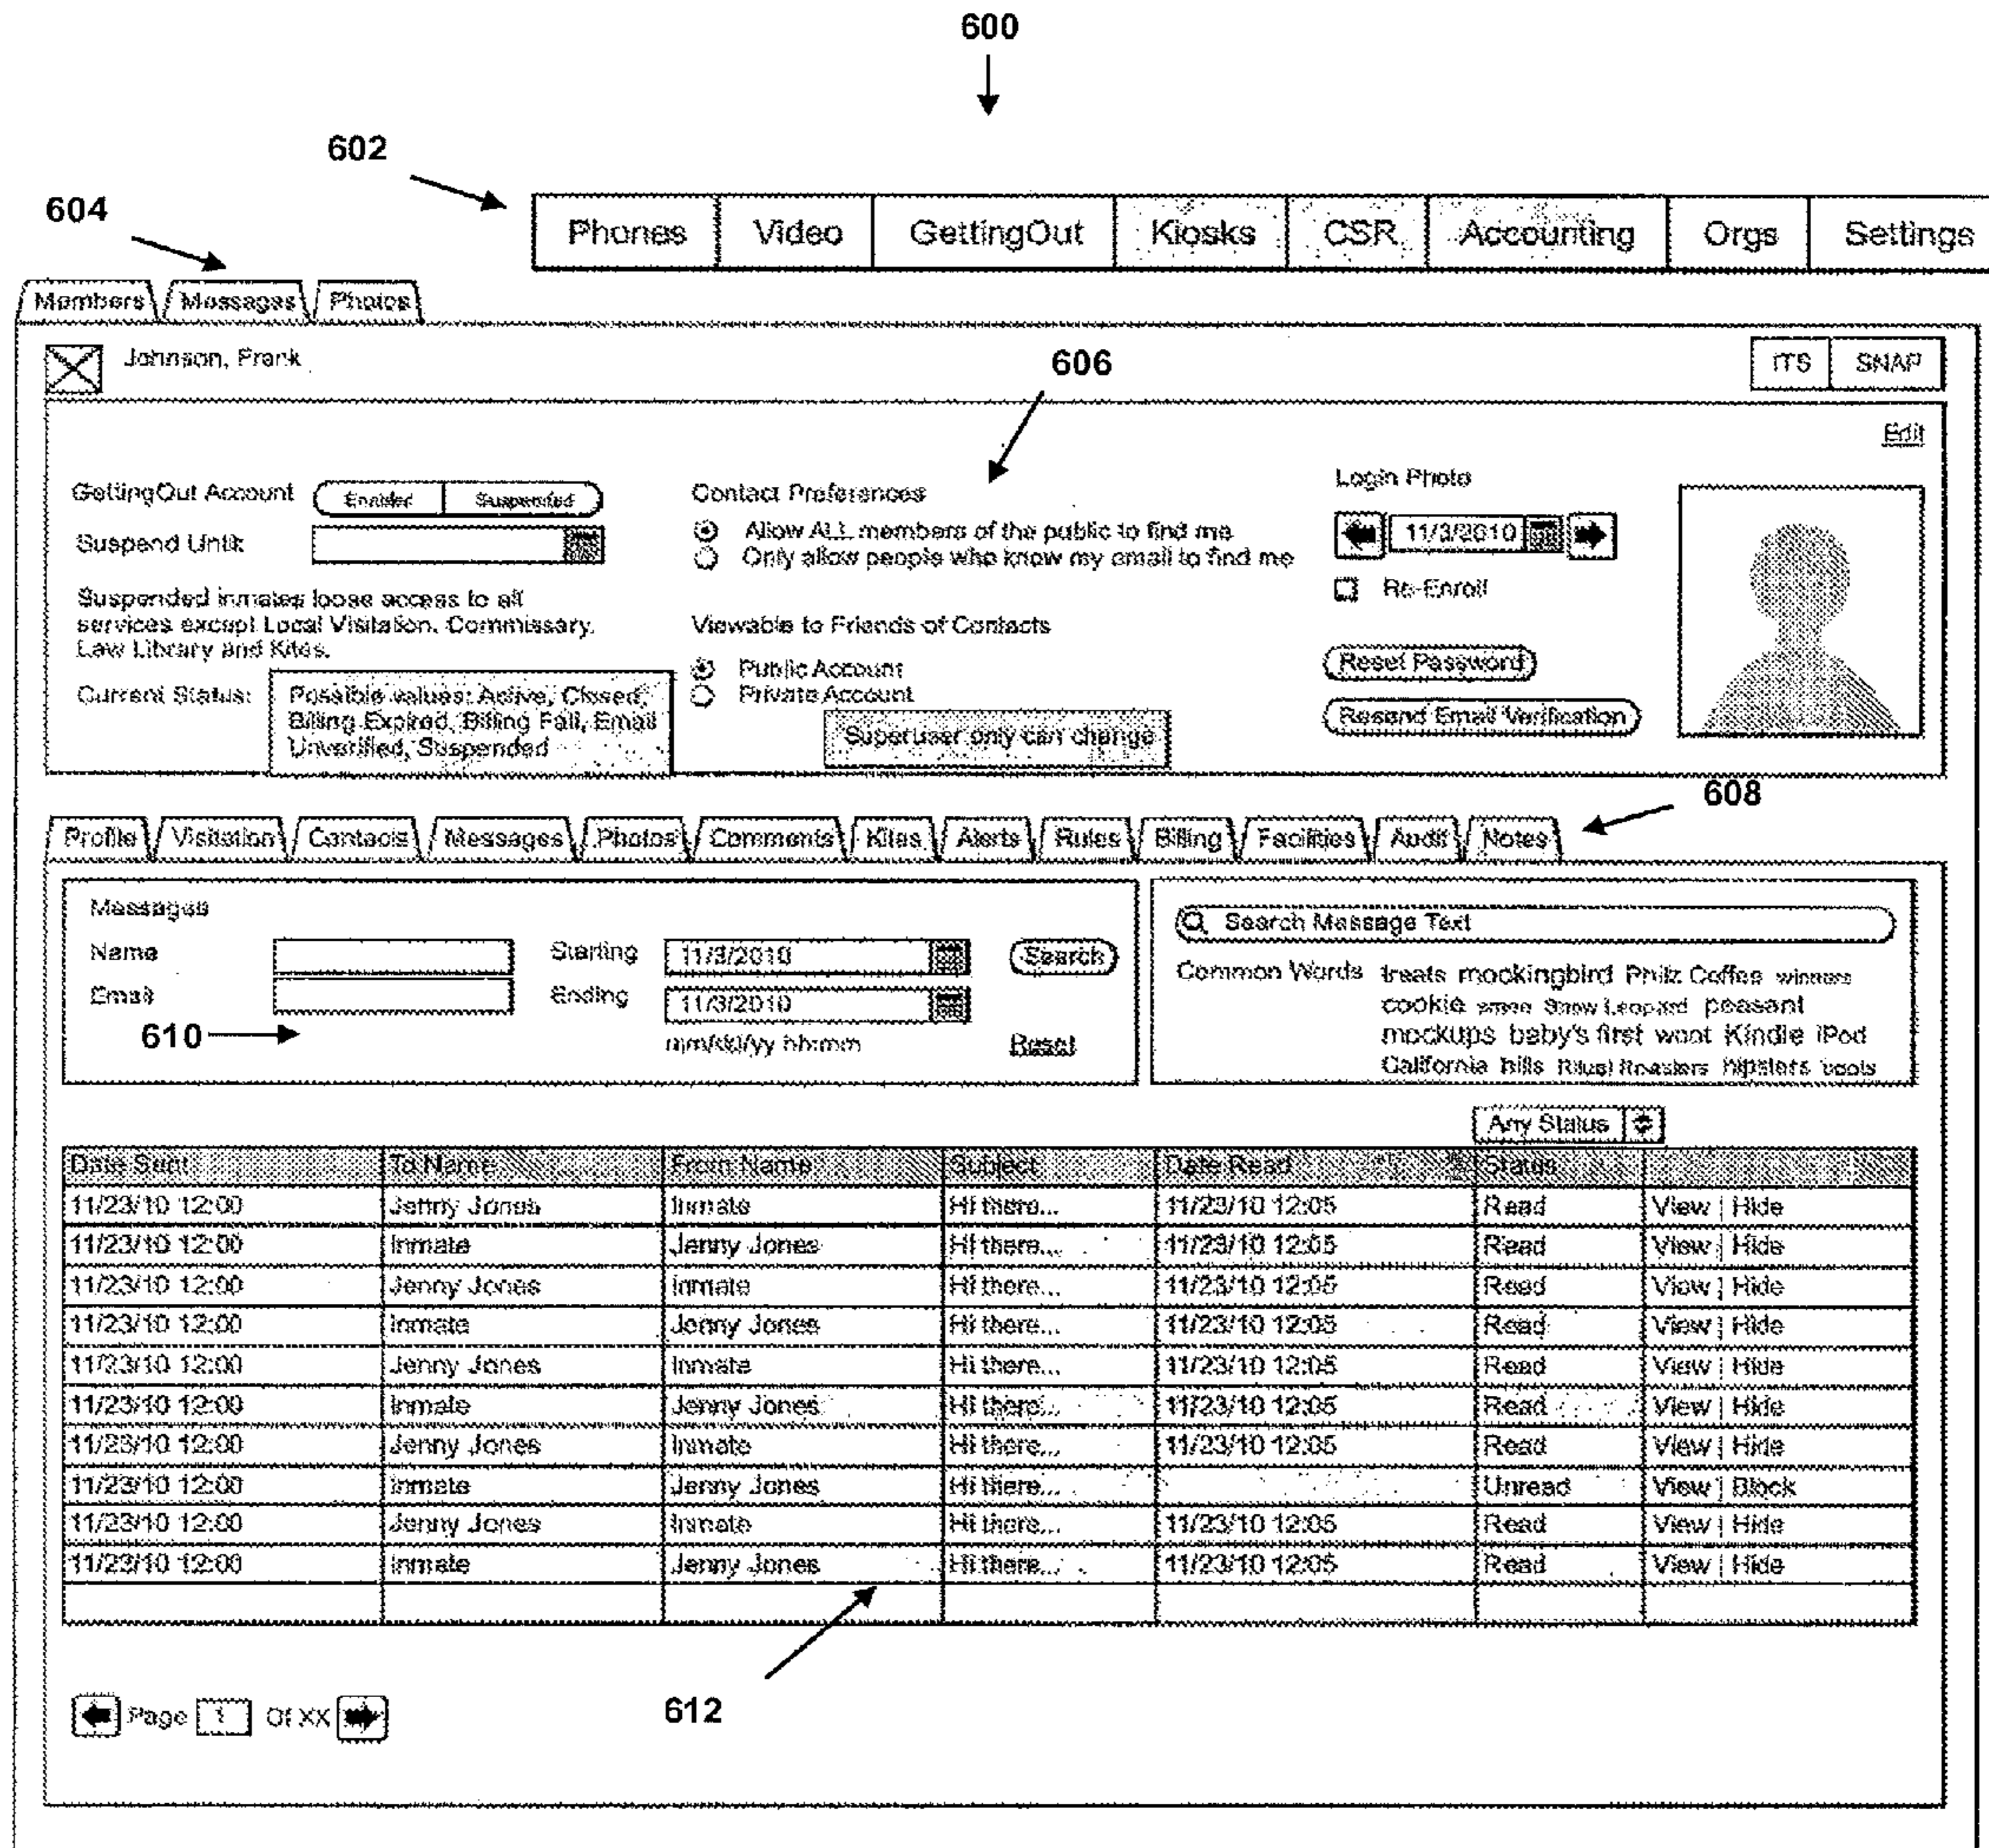 600
602
604
Phones Video GettingOut Kiosks CSR Accounting Orgs Settings
Members Messages Photos
Johnson, Frank
606
ITS SNAP
Edit
GettingOut Account Enabled Suspended
Suspend Until:
Suspended inmates loose access to all
services except Local Visitation, Commissary,
Law Library and Kites.
Current Status:
Possible values: Active, Closed,
Billing Expired, Billing Fail, Email
Unverified, Suspended
Contact Preferences
Allow ALL members of the public to find me
Only allow people who know my email to find me
Viewable to Friends of Contacts
Public Account
Private Account
Superuser only can change
Login Photo
11/3/2010
Re-Enroll
Reset Password
Resend Email Verification
608
Profile Visitation Contacts Messages Photos Comments Kites Alerts Rules Billing Facilities Audit Notes
Messages
Name Starting 11/3/2010 Search
Email Ending 11/3/2010
610
mm/dd/yy hh:mm Reset
Search Message Text
Common Words treats mockingbird Philz Coffee winners
cookie Snow Leopard peasant
mockups baby's first woot Kindle iPod
California hills Ritual Roasters hipsters tools
Any Status
Date Sent To Name From Name Subject Date Read Status
11/23/10 12:00 Jenny Jones Inmate Hi there... 11/23/10 12:05 Read View | Hide
11/23/10 12:00 Inmate Jenny Jones Hi there... 11/23/10 12:05 Read View | Hide
11/23/10 12:00 Jenny Jones Inmate Hi there... 11/23/10 12:05 Read View | Hide
11/23/10 12:00 Inmate Jenny Jones Hi there... 11/23/10 12:05 Read View | Hide
11/23/10 12:00 Jenny Jones Inmate Hi there... 11/23/10 12:05 Read View | Hide
11/23/10 12:00 Inmate Jenny Jones Hi there... 11/23/10 12:05 Read View | Hide
11/23/10 12:00 Jenny Jones Inmate Hi there... 11/23/10 12:05 Read View | Hide
11/23/10 12:00 Inmate Jenny Jones Hi there... Unread View | Block
11/23/10 12:00 Jenny Jones Inmate Hi there... 11/23/10 12:05 Read View | Hide
11/23/10 12:00 Inmate Jenny Jones Hi there... 11/23/10 12:05 Read View | Hide
612
Page 1 Of XX